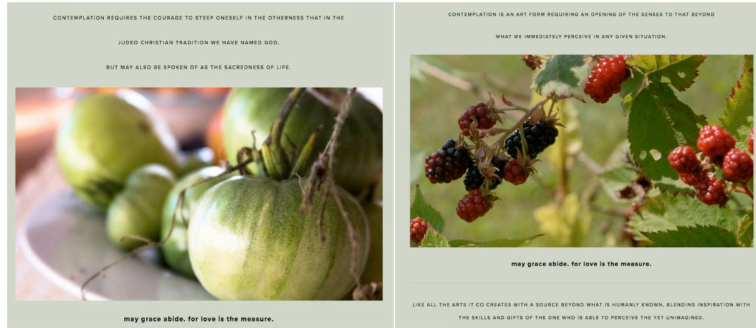 CONTEMPLATION REQUIRES THE COURAGE TO STEEP ONESELF IN THE OTHERNESS THAT IN THE
JUDEO CHRISTIAN TRADITION WE HAVE NAMED GOD,
BUT MAY ALSO BE SPOKEN OF AS THE SACREDNESS OF LIFE.
may grace abide. for love is the measure.
CONTEMPLATION IS AN ART FORM REQUIRING AN OPENING OF THE SENSES TO THAT BEYOND
WHAT WE IMMEDIATELY PERCEIVE IN ANY GIVEN SITUATION.
may grace abide. for love is the measure.
LIKE ALL THE ARTS IT CO CREATES WITH A SOURCE BEYOND WHAT IS HUMANLY KNOWN, BLENDING INSPIRATION WITH
THE SKILLS AND GIFTS OF THE ONE WHO IS ABLE TO PERCEIVE THE YET UNIMAGINED.